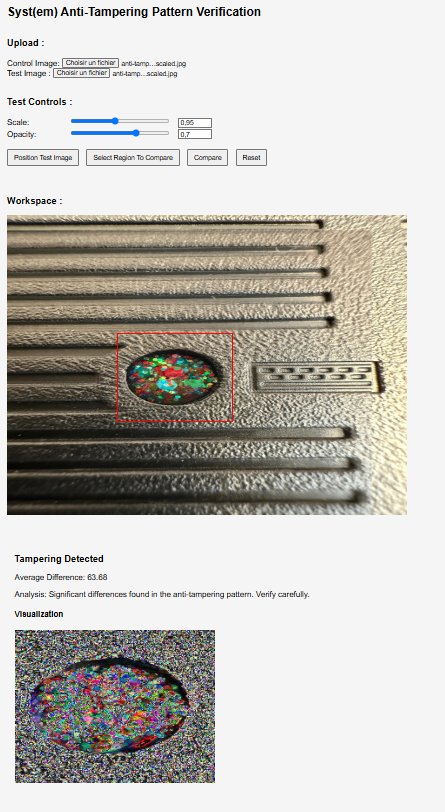 Syst(em) Anti-Tampering Pattern Verification
Upload :
Control Image: Choisir un fichier anti-tamp...scaled.jpg
Test Image : Choisir un fichier anti-tamp...scaled.jpg
Test Controls :
Scale: 0,95
Opacity: 0,7
Position Test Image Select Region To Compare Compare Reset
Workspace :
Tampering Detected
Average Difference: 63.68
Analysis: Significant differences found in the anti-tampering pattern. Verify carefully.
Visualization